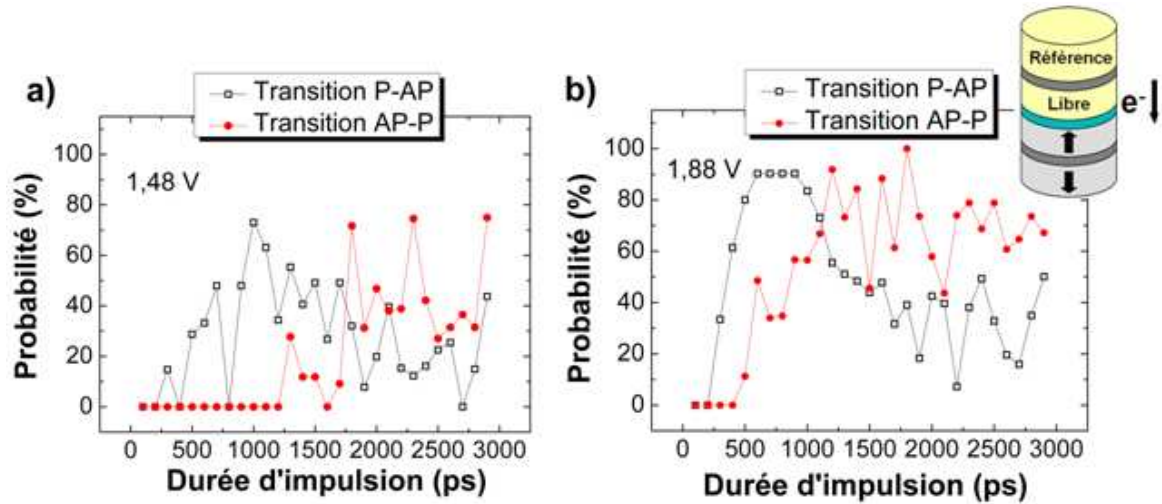 a)
Transition P-AP
Transition AP-P
1,48 V
Probabilité (%)
100
80
60
40
20
0
0 500 1000 1500 2000 2500 3000
Durée d'impulsion (ps)
b)
Transition P-AP
Transition AP-P
1,88 V
Probabilité (%)
100
80
60
40
20
0
0 500 1000 1500 2000 2500 3000
Durée d'impulsion (ps)
Référence
Libre
e-